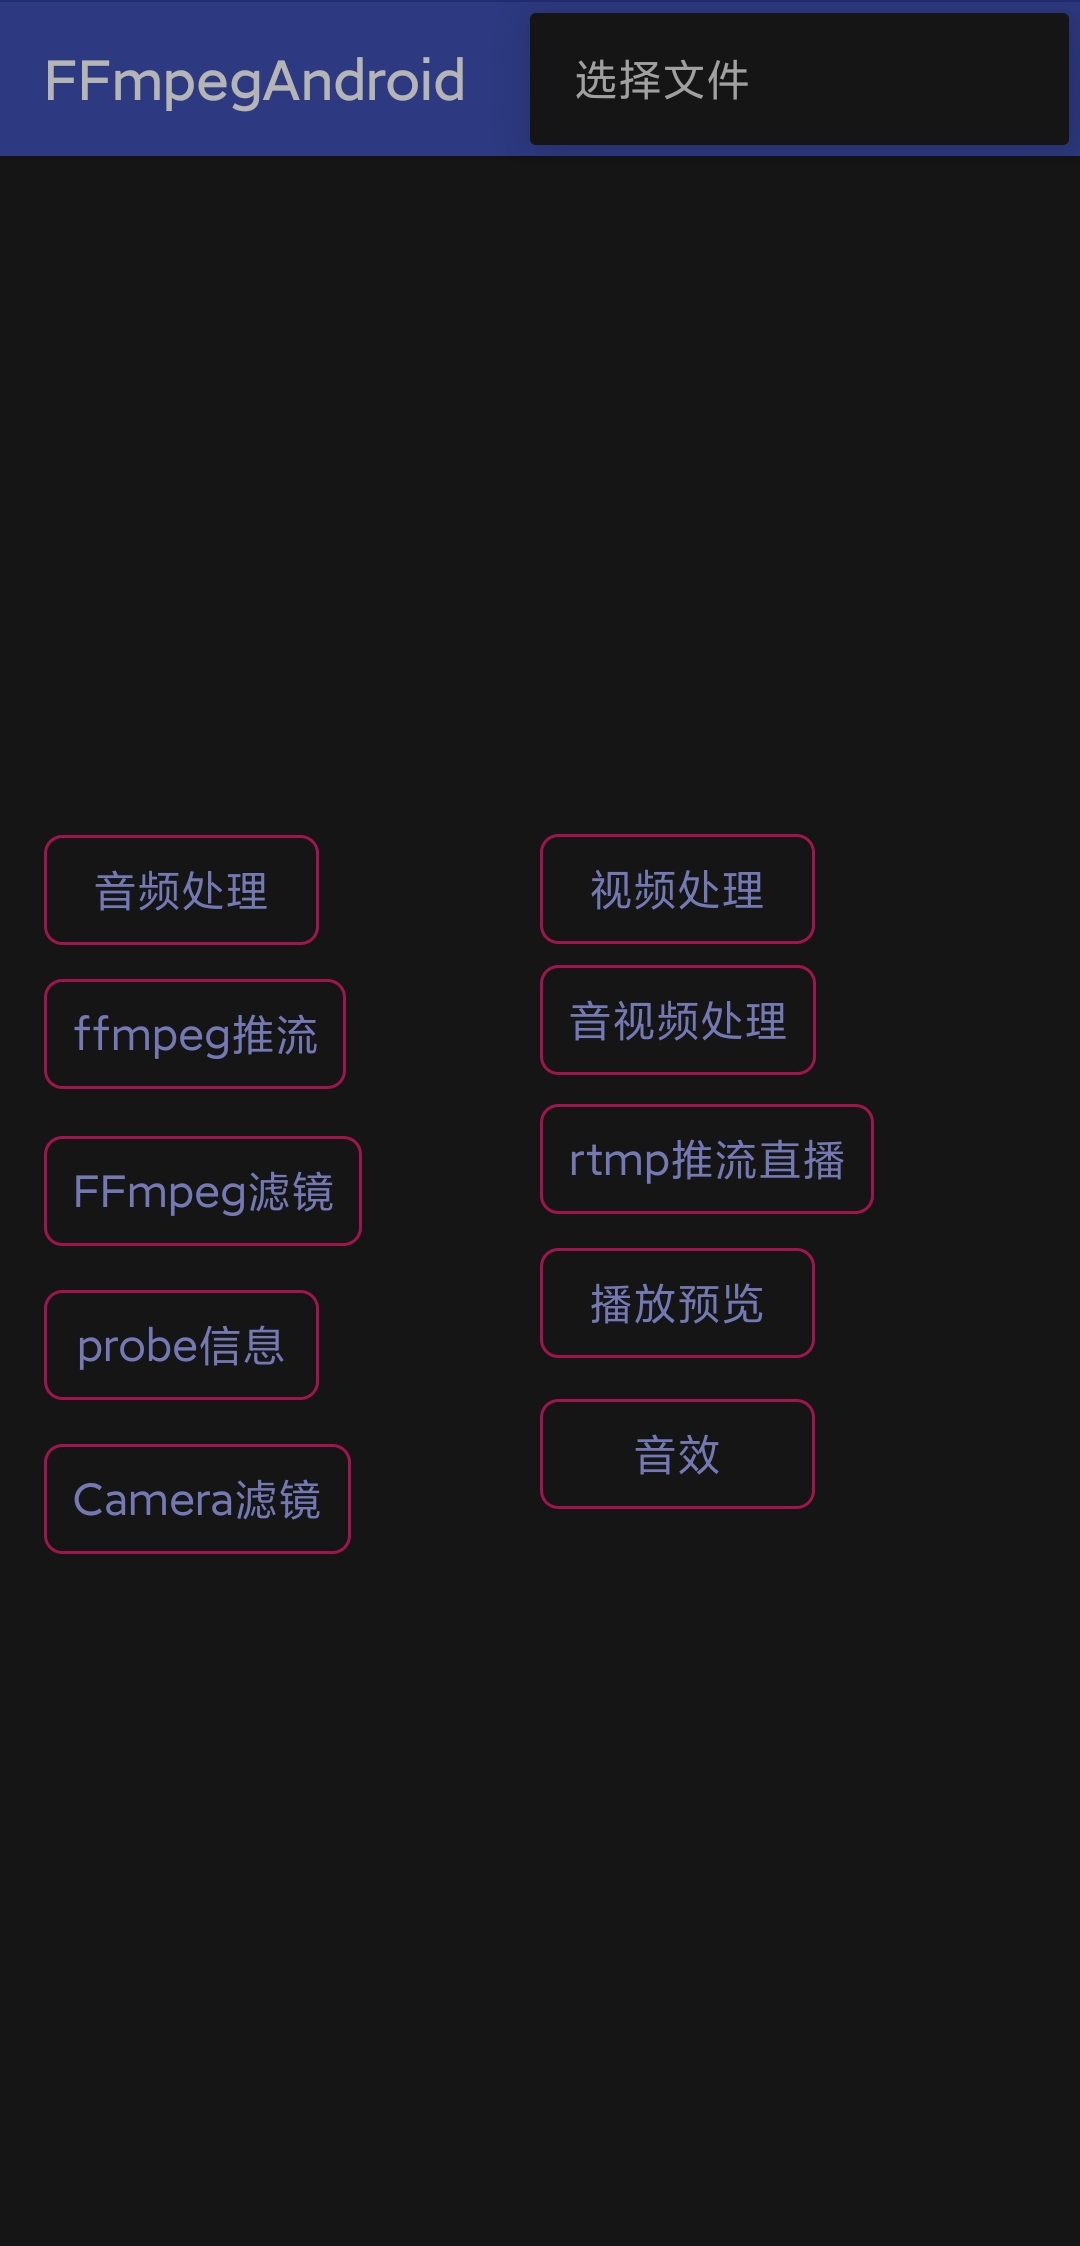 FFmpegAndroid
选择文件
音频处理
视频处理
ffmpeg推流
音视频处理
FFmpeg滤镜
rtmp推流直播
probe信息
播放预览
Camera滤镜
音效